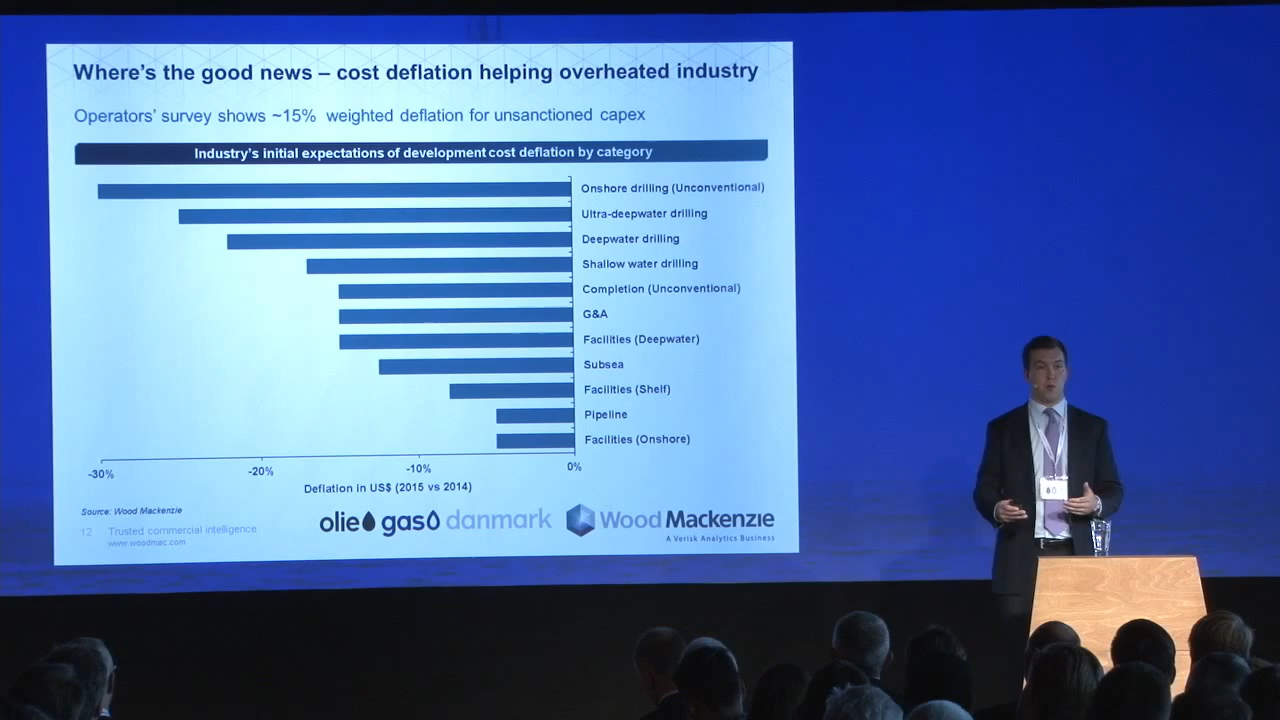 Where's the good news – cost deflation helping overheated industry
Operators' survey shows ~15% weighted deflation for unsanctioned capex
Industry's initial expectations of development cost deflation by category
Onshore drilling (Unconventional)
Ultra-deepwater drilling
Deepwater drilling
Shallow water drilling
Completion (Unconventional)
G&A
Facilities (Deepwater)
Subsea
Facilities (Shelf)
Pipeline
Facilities (Onshore)
-30% -20% -10% 0%
Deflation in US$ (2015 vs 2014)
Source: Wood Mackenzie
12 Trusted commercial intelligence
www.woodmac.com
olie gas danmark
Wood Mackenzie
A Verisk Analytics Business